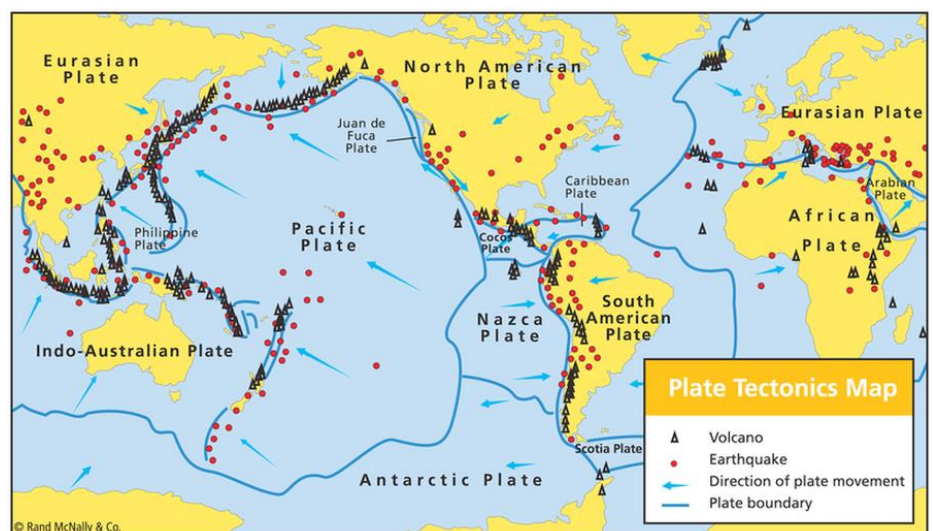 Eurasian
Plate
North American
Plate
Juan de
Fuca
Plate
Eurasian Plate
Caribbean
Plate
Arabian
Plate
African
Plate
Philippine
Plate
Pacific
Plate
Cocos
Plate
Nazca
Plate
South
American
Plate
Indo-Australian Plate
Scotia Plate
Antarctic Plate
Plate Tectonics Map
Volcano
Earthquake
Direction of plate movement
Plate boundary
© Rand McNally & Co.